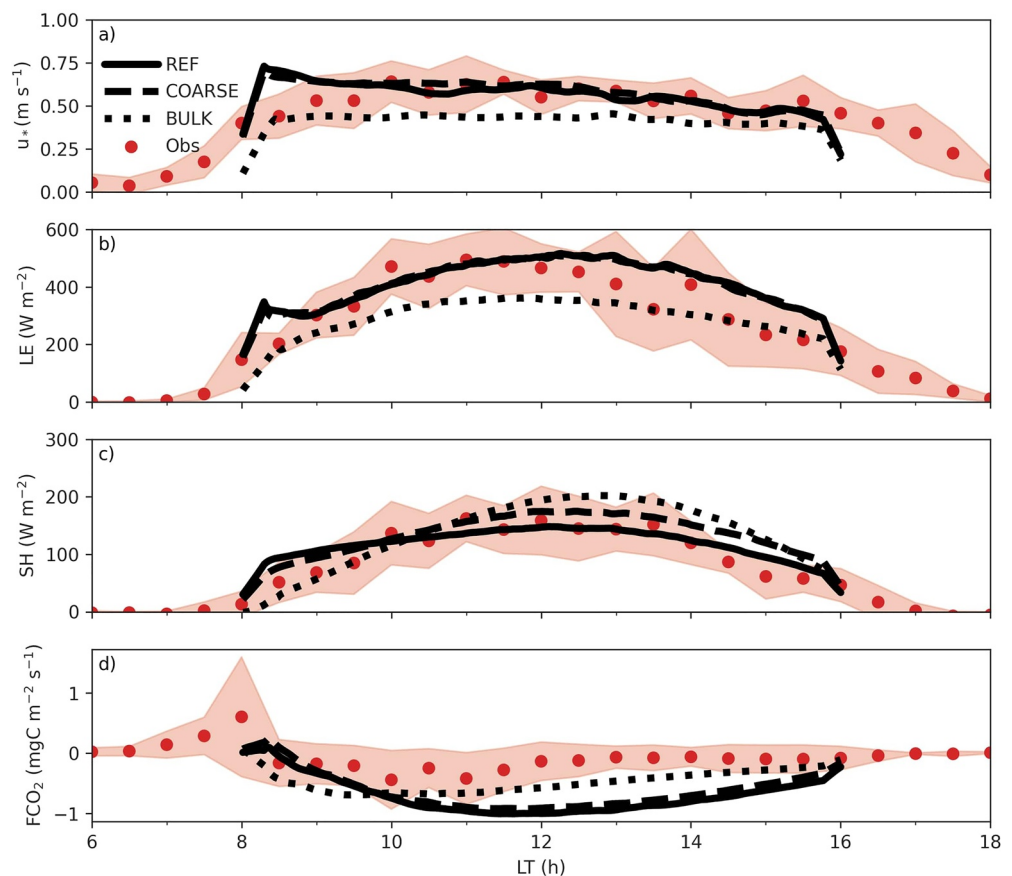 a)
REF
COARSE
BULK
Obs
u* (m s−1)
1.00
0.75
0.50
0.25
0.00
b)
LE (W m−2)
600
400
200
0
c)
SH (W m−2)
300
200
100
0
d)
FCO2 (mgC m−2 s−1)
1
0
−1
6 8 10 12 14 16 18
LT (h)